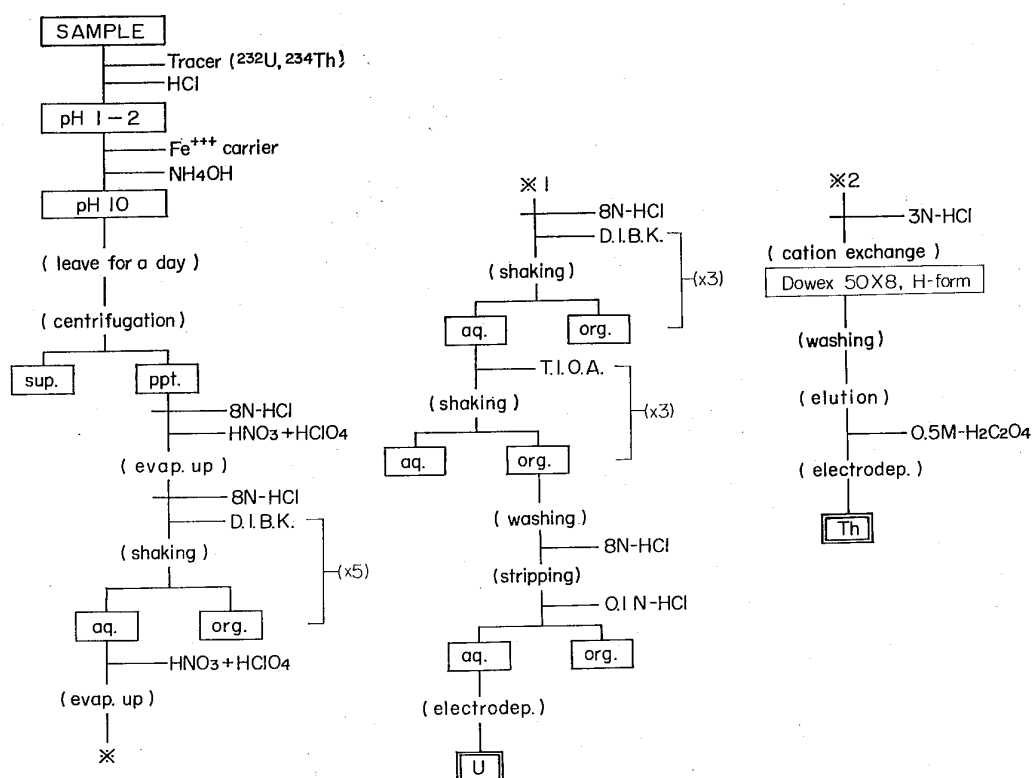 SAMPLE
Tracer (²³²U, ²³⁴Th)
HCl
pH 1-2
Fe⁺⁺⁺ carrier
NH4OH
pH 10
( leave for a day)
(centrifugation)
sup.
ppt.
8N-HCl
HNO3+HClO4
( evap. up )
8N-HCl
D.I.B.K.
(shaking )
(x5)
aq.
org.
HNO3+HClO4
(evap. up )
※
※1
8N-HCl
D.I.B.K.
(shaking)
(x3)
aq.
org.
T.I.O.A.
(shaking )
(x3)
aq.
org.
(washing)
8N-HCl
(stripping)
0.1 N-HCl
aq.
org.
(electrodep.)
U
※2
3N-HCl
( cation exchange )
Dowex 50X8, H-form
(washing)
( elution )
0.5M-H2C2O4
(electrodep.)
Th